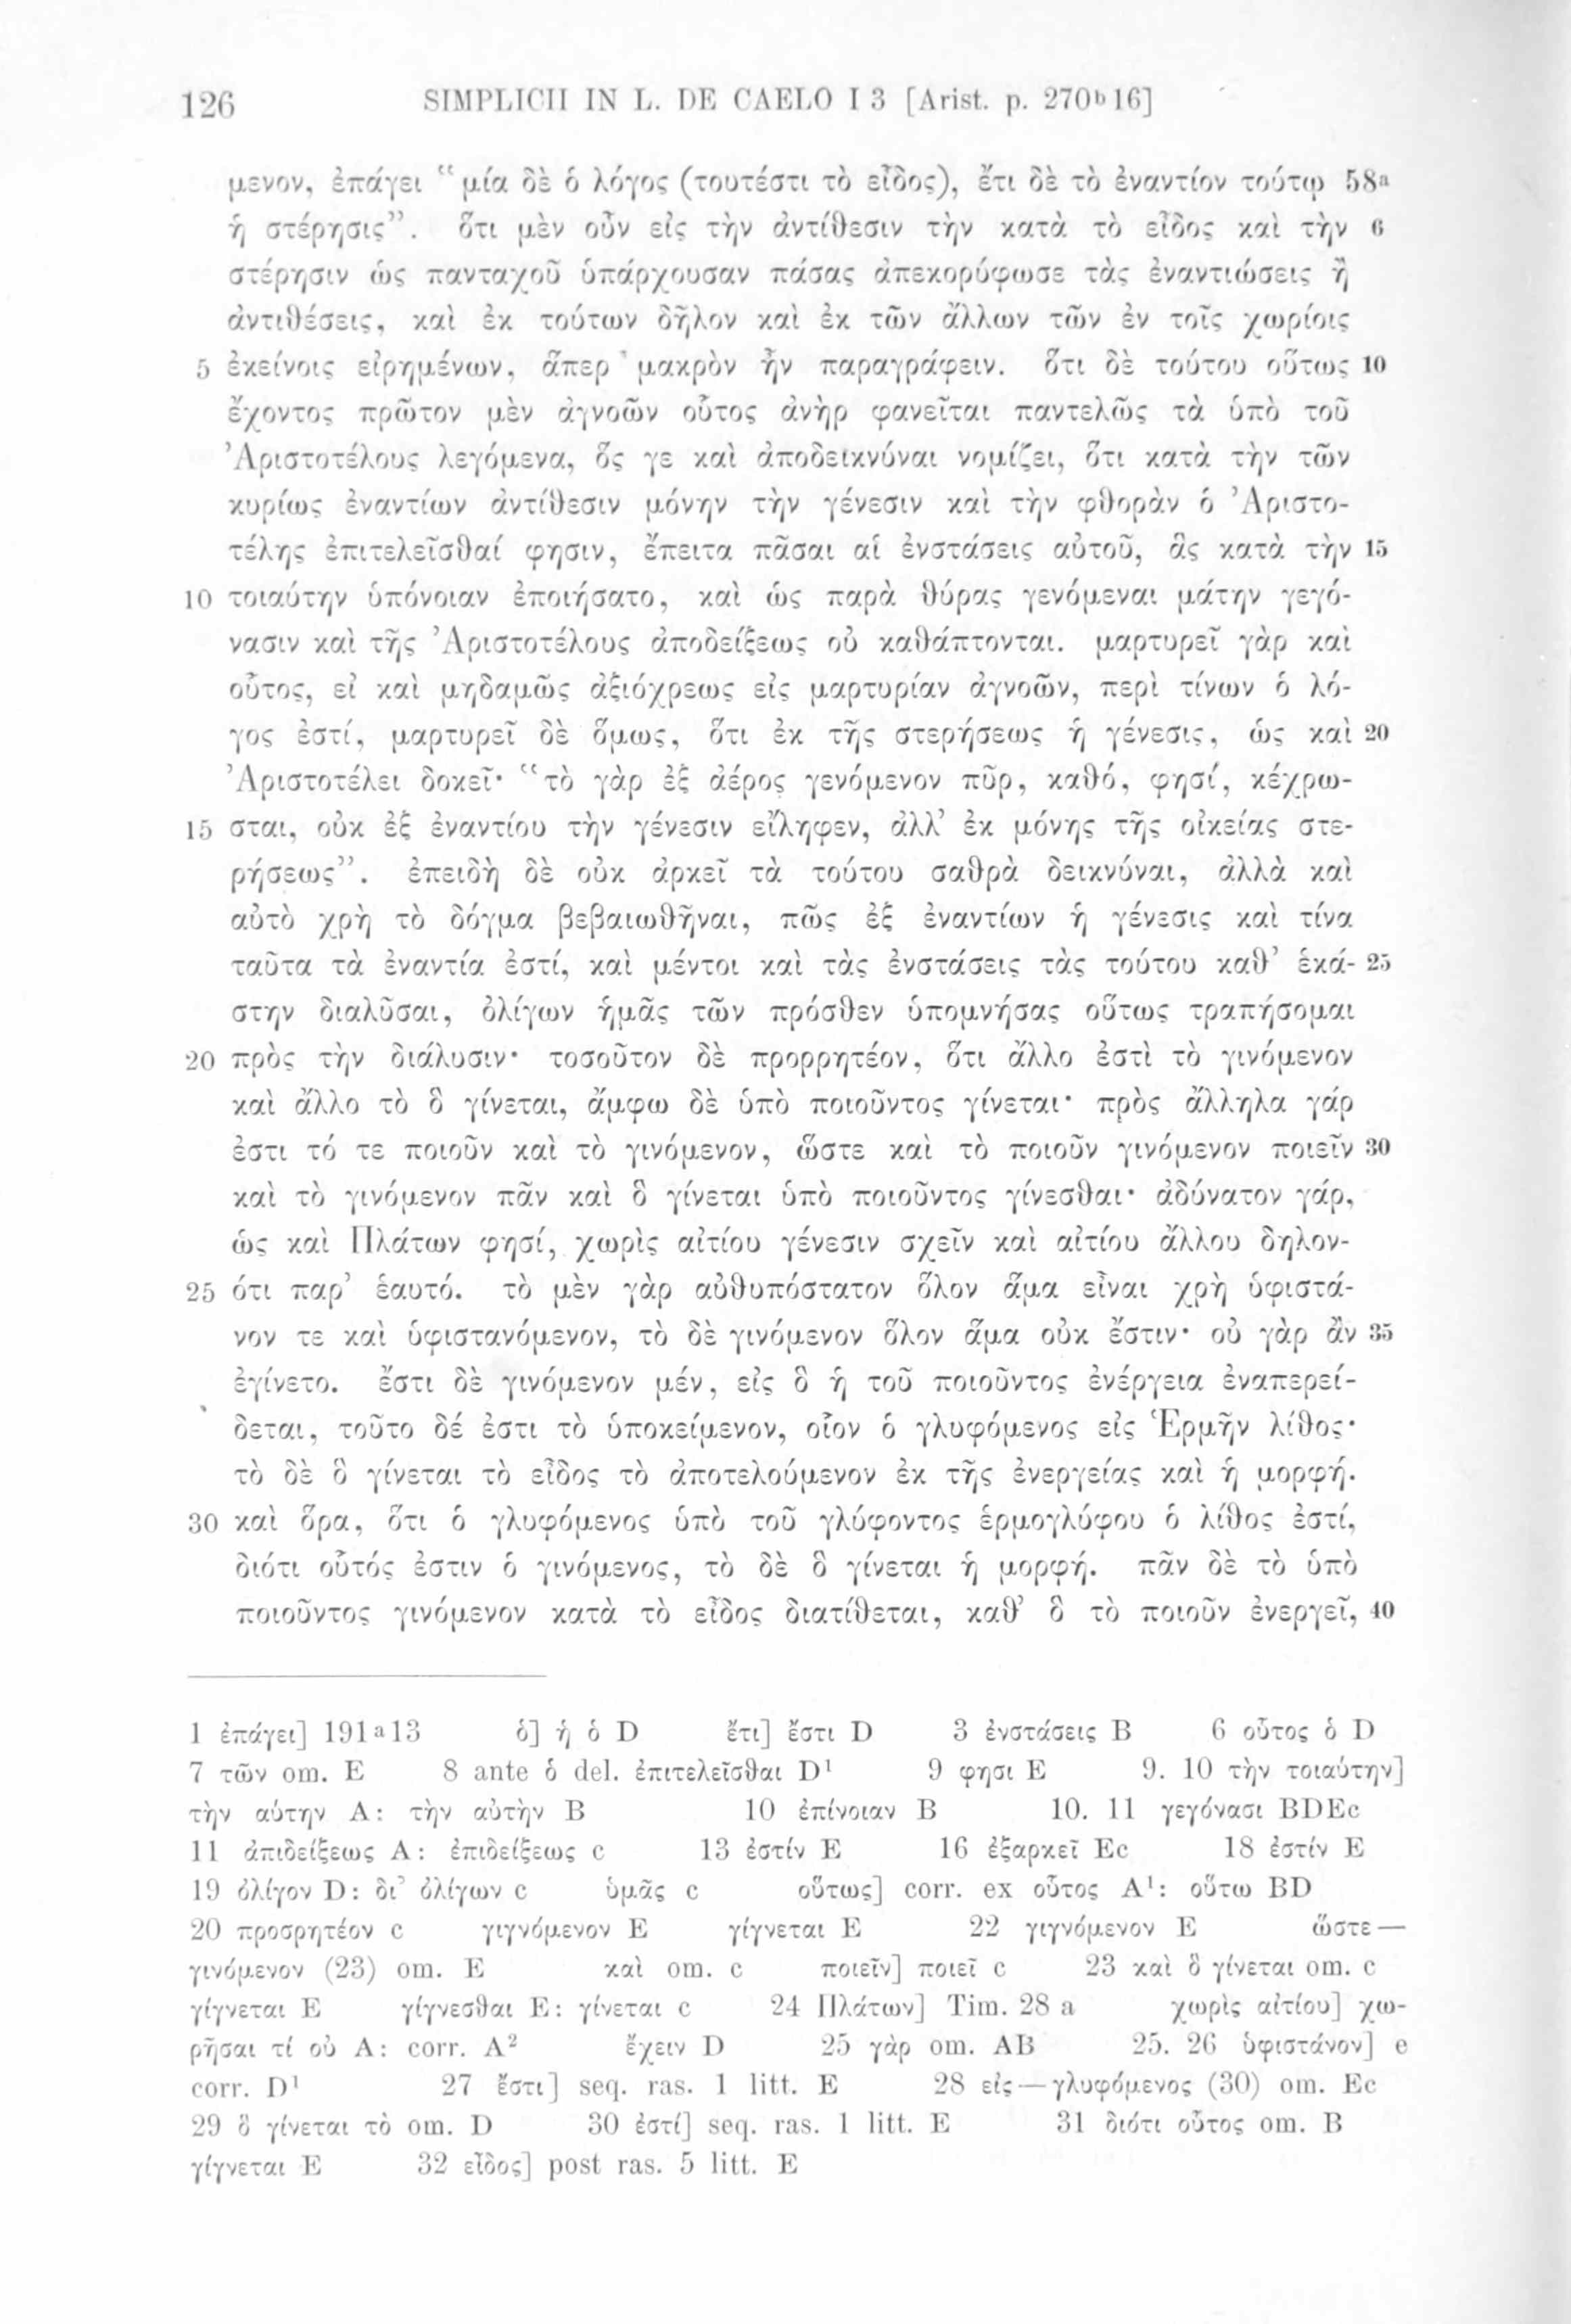 126 SIMPLICII IN L. DE CAELO I 3 [Arist. p. 270ᵇ16]
μενον, ἐπάγει “μία δὲ ὁ λόγος (τουτέστι τὸ εἶδος), ἔτι δὲ τὸ ἐναντίον τούτῳ 58ᵃ
ἡ στέρησις”. ὅτι μὲν οὖν εἰς τὴν ἀντίθεσιν τὴν κατὰ τὸ εἶδος καὶ τὴν 6
στέρησιν ὡς πανταχοῦ ὑπάρχουσαν πάσας ἀπεκορύφωσε τὰς ἐναντιώσεις ἢ
ἀντιθέσεις, καὶ ἐκ τούτων δῆλον καὶ ἐκ τῶν ἄλλων τῶν ἐν τοῖς χωρίοις
5 ἐκείνοις εἰρημένων, ἅπερ μακρὸν ἦν παραγράφειν. ὅτι δὲ τούτου οὕτως 10
ἔχοντος πρῶτον μὲν ἀγνοῶν οὗτος ἀνὴρ φανεῖται παντελῶς τὰ ὑπὸ τοῦ
Ἀριστοτέλους λεγόμενα, ὅς γε καὶ ἀποδεικνύναι νομίζει, ὅτι κατὰ τὴν τῶν
κυρίως ἐναντίων ἀντίθεσιν μόνην τὴν γένεσιν καὶ τὴν φθορὰν ὁ Ἀριστο-
τέλης ἐπιτελεῖσθαί φησιν, ἔπειτα πᾶσαι αἱ ἐνστάσεις αὐτοῦ, ἃς κατὰ τὴν 15
10 τοιαύτην ὑπόνοιαν ἐποιήσατο, καὶ ὡς παρὰ θύρας γενόμεναι μάτην γεγό-
νασιν καὶ τῆς Ἀριστοτέλους ἀποδείξεως οὐ καθάπτονται. μαρτυρεῖ γὰρ καὶ
οὗτος, εἰ καὶ μηδαμῶς ἀξιόχρεως εἰς μαρτυρίαν ἀγνοῶν, περὶ τίνων ὁ λό-
γος ἐστί, μαρτυρεῖ δὲ ὅμως, ὅτι ἐκ τῆς στερήσεως ἡ γένεσις, ὡς καὶ 20
Ἀριστοτέλει δοκεῖ· “τὸ γὰρ ἐξ ἀέρος γενόμενον πῦρ, καθό, φησί, κέχρω-
15 σται, οὐκ ἐξ ἐναντίου τὴν γένεσιν εἴληφεν, ἀλλ’ ἐκ μόνης τῆς οἰκείας στε-
ρήσεως”. ἐπειδὴ δὲ οὐκ ἀρκεῖ τὰ τούτου σαθρὰ δεικνύναι, ἀλλὰ καὶ
αὐτὸ χρὴ τὸ δόγμα βεβαιωθῆναι, πῶς ἐξ ἐναντίων ἡ γένεσις καὶ τίνα
ταῦτα τὰ ἐναντία ἐστί, καὶ μέντοι καὶ τὰς ἐνστάσεις τὰς τούτου καθ’ ἑκά- 25
στην διαλῦσαι, ὀλίγων ἡμᾶς τῶν πρόσθεν ὑπομνήσας οὕτως τραπήσομαι
20 πρὸς τὴν διάλυσιν· τοσοῦτον δὲ προρρητέον, ὅτι ἄλλο ἐστὶ τὸ γινόμενον
καὶ ἄλλο τὸ ὃ γίνεται, ἄμφω δὲ ὑπὸ ποιοῦντος γίνεται· πρὸς ἄλληλα γάρ
ἐστι τό τε ποιοῦν καὶ τὸ γινόμενον, ὥστε καὶ τὸ ποιοῦν γινόμενον ποιεῖν 30
καὶ τὸ γινόμενον πᾶν καὶ ὃ γίνεται ὑπὸ ποιοῦντος γίνεσθαι· ἀδύνατον γάρ,
ὡς καὶ Πλάτων φησί, χωρὶς αἰτίου γένεσιν σχεῖν καὶ αἰτίου ἄλλου δηλον-
25 ότι παρ’ ἑαυτό. τὸ μὲν γὰρ αὐθυπόστατον ὅλον ἅμα εἶναι χρὴ ὑφιστά-
νον τε καὶ ὑφιστανόμενον, τὸ δὲ γινόμενον ὅλον ἅμα οὐκ ἔστιν· οὐ γὰρ ἂν 35
ἐγίνετο. ἔστι δὲ γινόμενον μέν, εἰς ὃ ἡ τοῦ ποιοῦντος ἐνέργεια ἐναπερεί-
δεται, τοῦτο δέ ἐστι τὸ ὑποκείμενον, οἷον ὁ γλυφόμενος εἰς Ἑρμῆν λίθος·
τὸ δὲ ὃ γίνεται τὸ εἶδος τὸ ἀποτελούμενον ἐκ τῆς ἐνεργείας καὶ ἡ μορφή.
30 καὶ ὅρα, ὅτι ὁ γλυφόμενος ὑπὸ τοῦ γλύφοντος ἑρμογλύφου ὁ λίθος ἐστί,
διότι οὗτός ἐστιν ὁ γινόμενος, τὸ δὲ ὃ γίνεται ἡ μορφή. πᾶν δὲ τὸ ὑπὸ
ποιοῦντος γινόμενον κατὰ τὸ εἶδος διατίθεται, καθ’ ὃ τὸ ποιοῦν ἐνεργεῖ, 40
1 ἐπάγει] 191ᵃ13 ὁ] ἡ ὁ D ἔτι] ἔστι D 3 ἐνστάσεις B 6 οὗτος ὁ D
7 τῶν om. E 8 ante ὁ del. ἐπιτελεῖσθαι D¹ 9 φησι E 9. 10 τὴν τοιαύτην]
τὴν αύτην A: τὴν αὐτὴν B 10 ἐπίνοιαν B 10. 11 γεγόνασι BDEc
11 ἀπιδείξεως A: ἐπιδείξεως c 13 ἐστίν E 16 ἐξαρκεῖ Ec 18 ἐστίν E
19 ὀλίγον D: δι’ ὀλίγων c ὑμᾶς c οὕτως] corr. ex οὗτος A¹: οὕτω BD
20 προσρητέον c γιγνόμενον E γίγνεται E 22 γιγνόμενον E ὥστε—
γινόμενον (23) om. E καὶ om. c ποιεῖν] ποιεῖ c 23 καὶ ὃ γίνεται om. c
γίγνεται E γίγνεσθαι E: γίνεται c 24 Πλάτων] Tim. 28 a χωρὶς αἰτίου] χω-
ρῆσαι τί οὐ A: corr. A² ἔχειν D 25 γὰρ om. AB 25. 26 ὑφιστάνον] e
corr. D¹ 27 ἔστι] seq. ras. 1 litt. E 28 εἰς—γλυφόμενος (30) om. Ec
29 ὃ γίνεται τὸ om. D 30 ἐστί] seq. ras. 1 litt. E 31 διότι οὗτος om. B
γίγνεται E 32 εἶδος] post ras. 5 litt. E